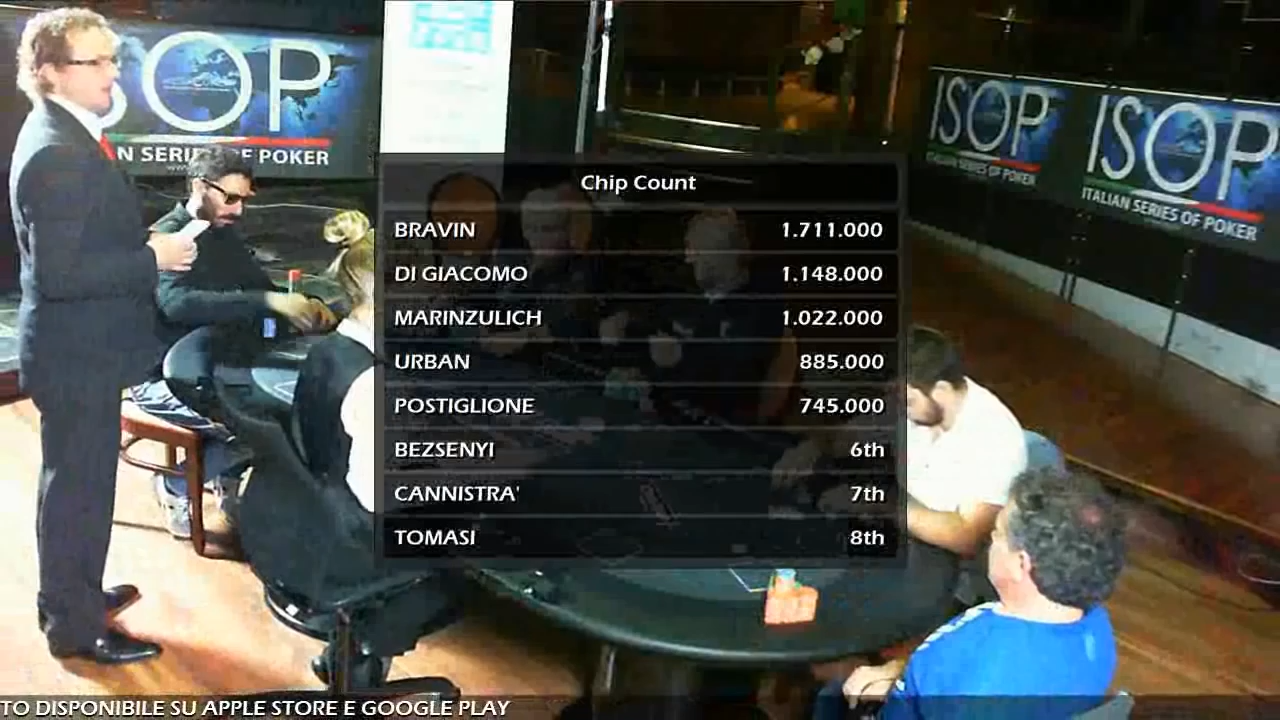 SOP
N SERIES OF POKER
ISOP
ITALIAN SERIES OF POKER
ISOP
ITALIAN SERIES OF POKER
Chip Count
BRAVIN 1.711.000
DI GIACOMO 1.148.000
MARINZULICH 1.022.000
URBAN 885.000
POSTIGLIONE 745.000
BEZSENYI 6th
CANNISTRA' 7th
TOMASI 8th
TO DISPONIBILE SU APPLE STORE E GOOGLE PLAY